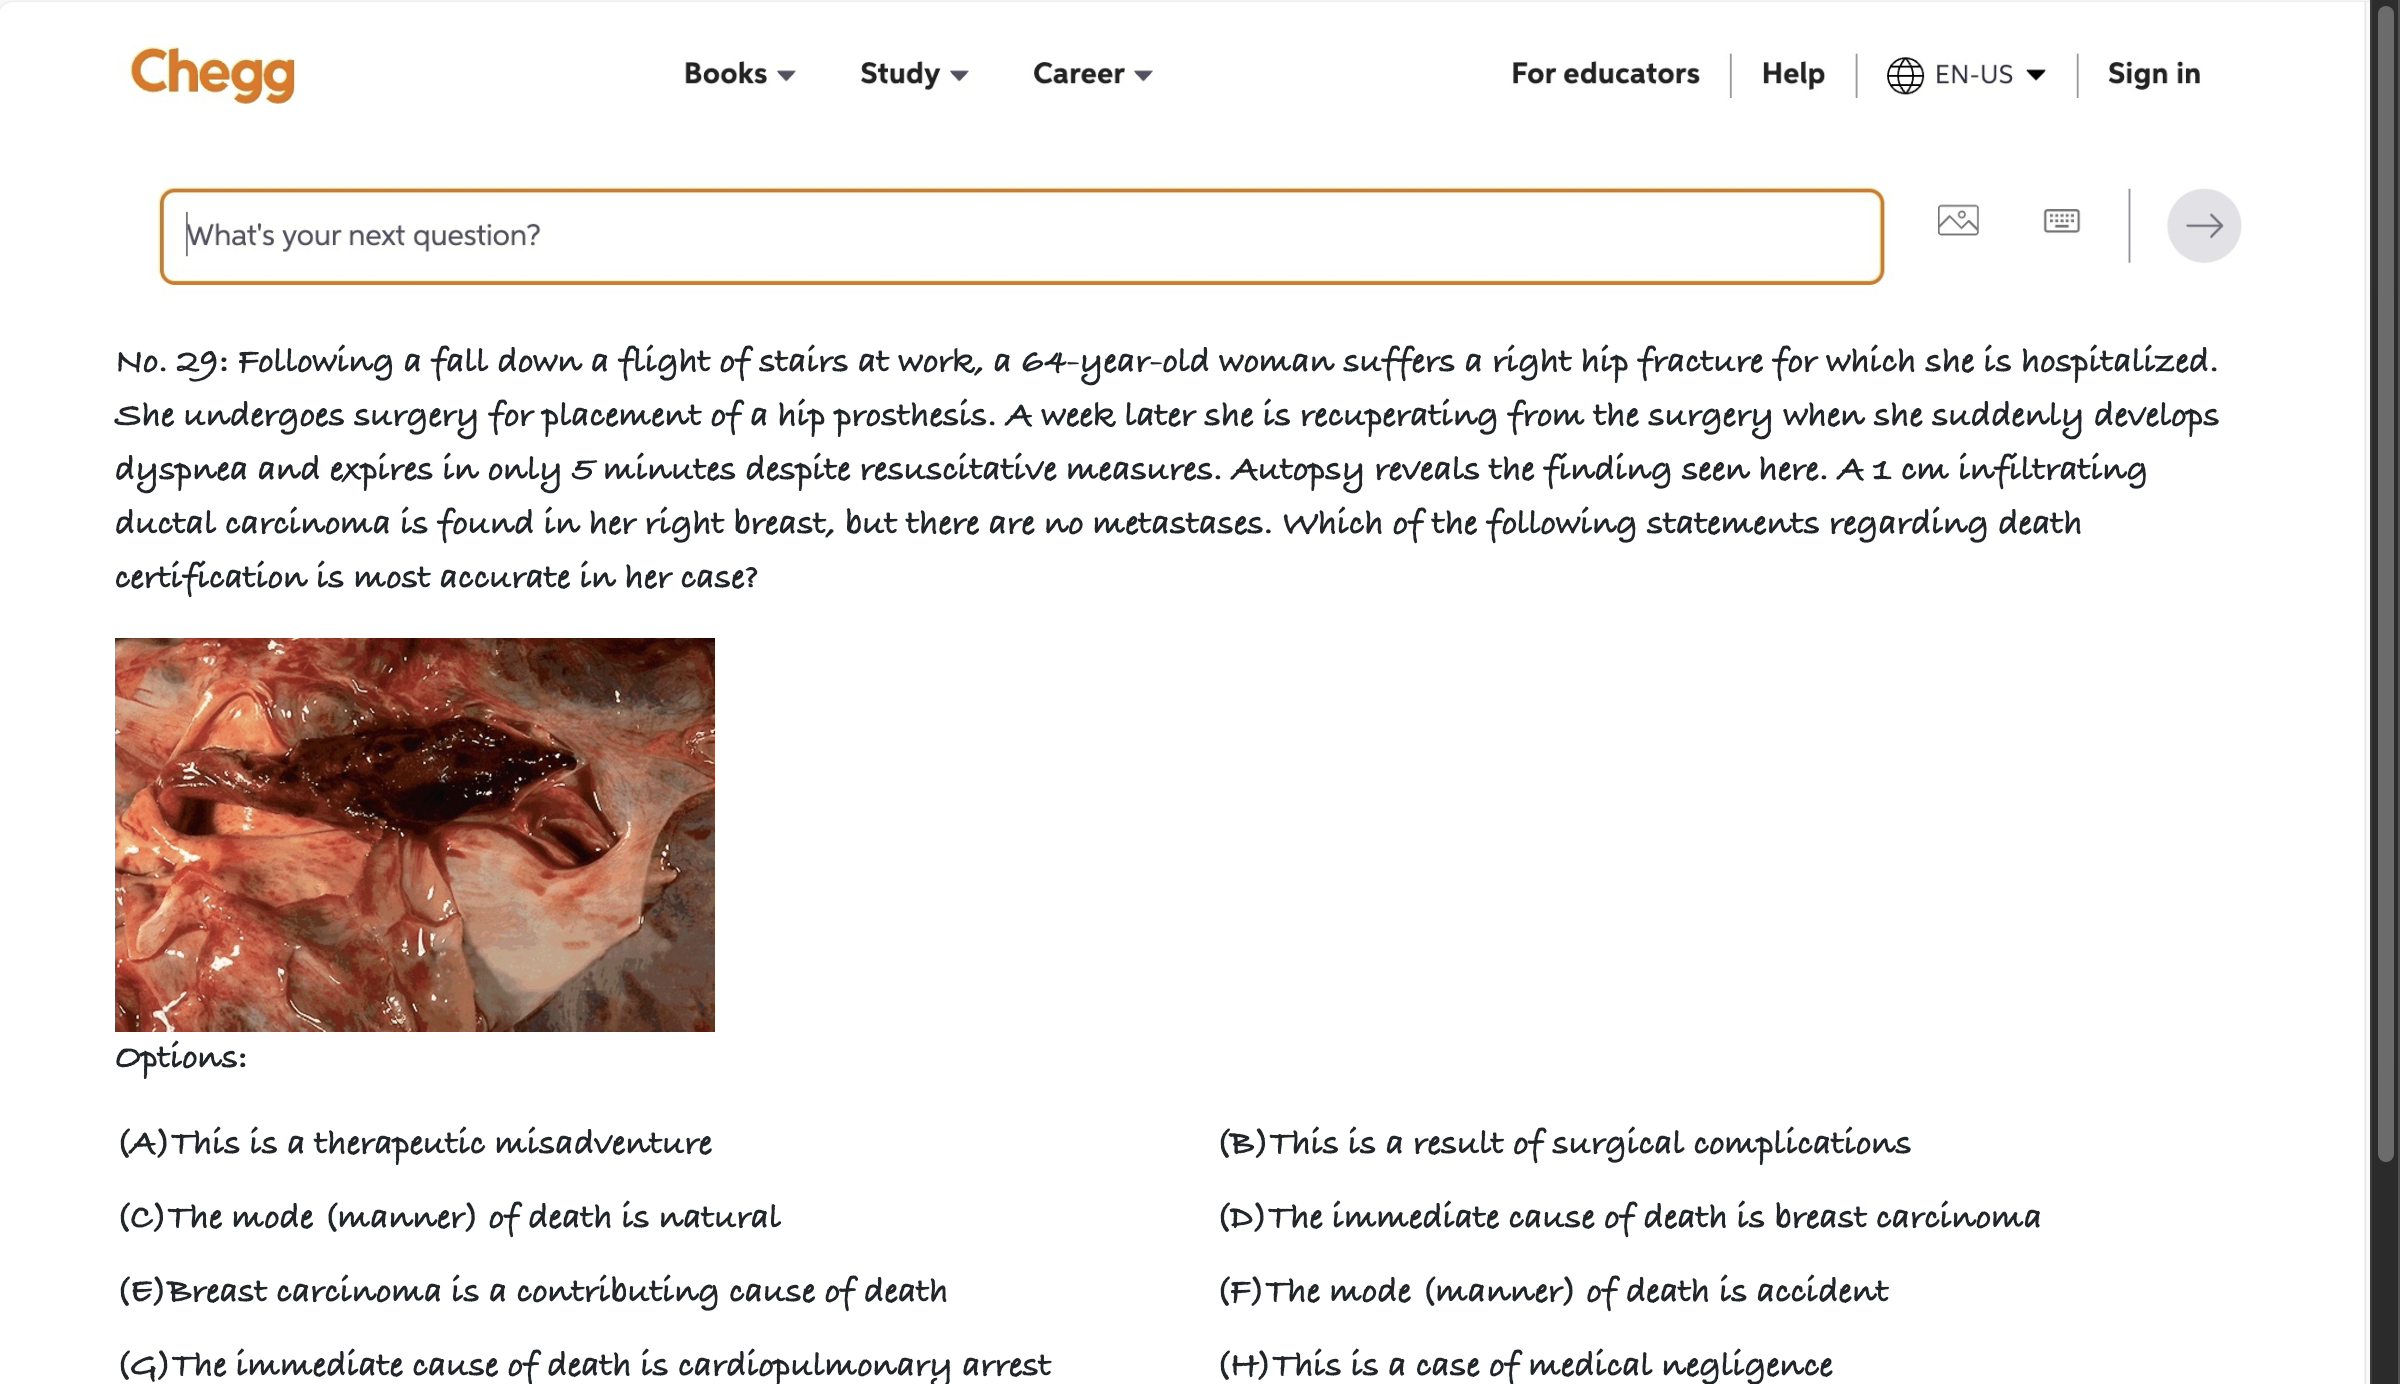 Chegg
Books Study Career For educators Help EN-US Sign in
What's your next question?
No. 29: Following a fall down a flight of stairs at work, a 64-year-old woman suffers a right hip fracture for which she is hospitalized.
She undergoes surgery for placement of a hip prosthesis. A week later she is recuperating from the surgery when she suddenly develops
dyspnea and expires in only 5 minutes despite resuscitative measures. Autopsy reveals the finding seen here. A 1 cm infiltrating
ductal carcinoma is found in her right breast, but there are no metastases. Which of the following statements regarding death
certification is most accurate in her case?
Options:
(A)This is a therapeutic misadventure
(B)This is a result of surgical complications
(C)The mode (manner) of death is natural
(D)The immediate cause of death is breast carcinoma
(E)Breast carcinoma is a contributing cause of death
(F)The mode (manner) of death is accident
(G)The immediate cause of death is cardiopulmonary arrest
(H)This is a case of medical negligence